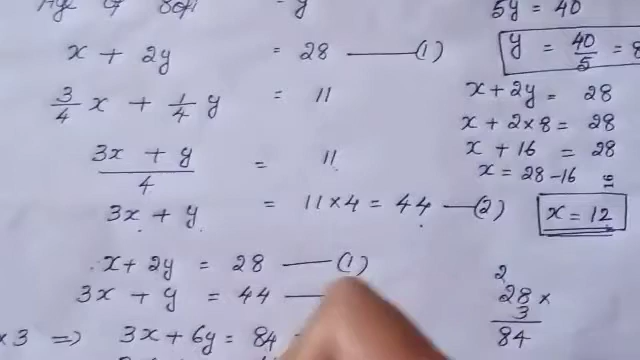 = y
x + 2y = 28 —— (1)
3/4 x + 1/4 y = 11
3x + y / 4 = 11
3x + y = 11 × 4 = 44 — (2)
x + 2y = 28 —— (1)
3x + y = 44 —
× 3 ⇒ 3x + 6y = 84
5y = 40
y = 40/5 = 8
x + 2y = 28
x + 2 × 8 = 28
x + 16 = 28
x = 28 - 16
x = 12
2
28 ×
3
84